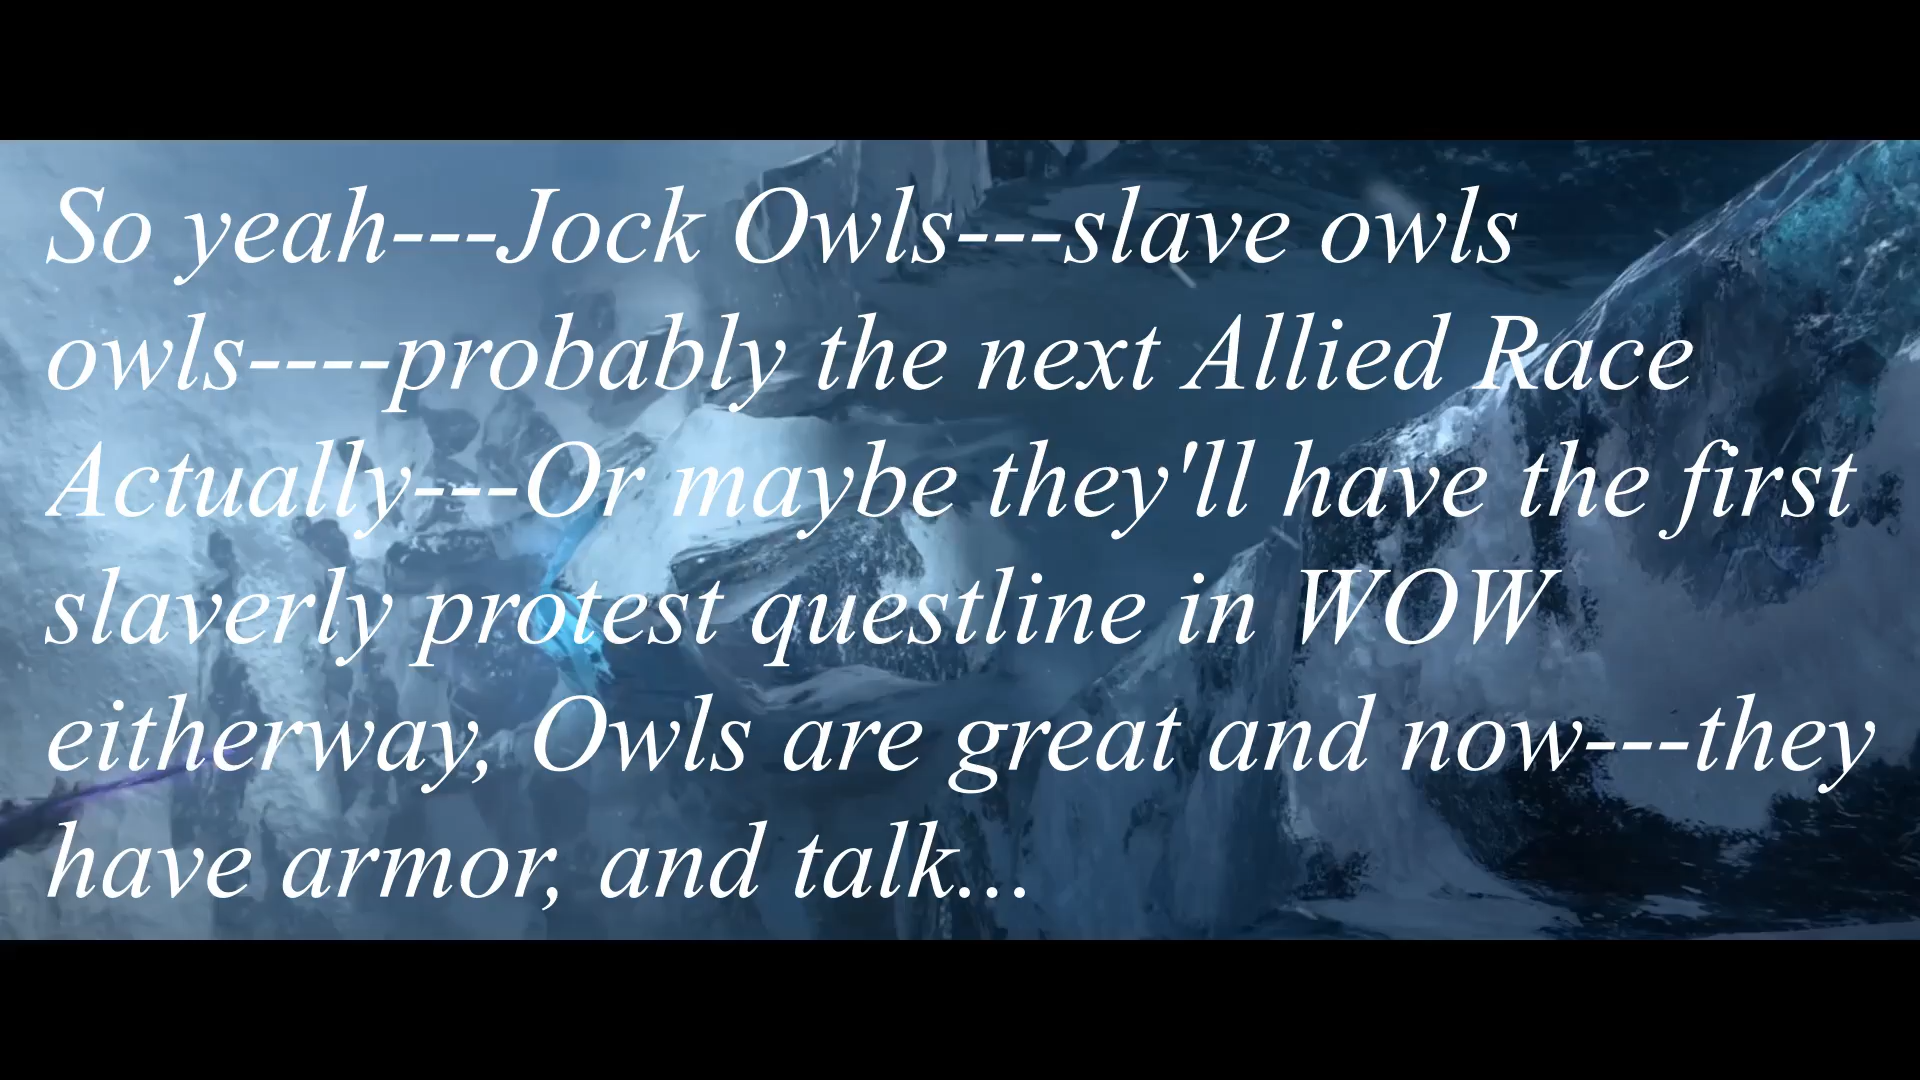 So yeah---Jock Owls---slave owls
owls----probably the next Allied Race
Actually---Or maybe they'll have the first
slaverly protest questline in WOW
eitherway, Owls are great and now---they
have armor, and talk...